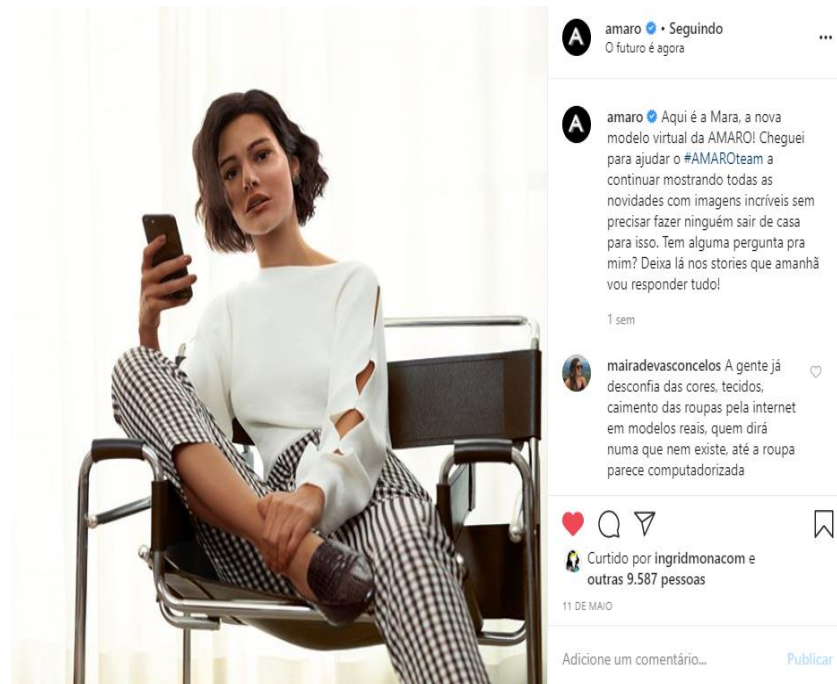 A
amaro • Seguindo
O futuro é agora
A
amaro Aqui é a Mara, a nova
modelo virtual da AMARO! Cheguei
para ajudar o #AMAROteam a
continuar mostrando todas as
novidades com imagens incríveis sem
precisar fazer ninguém sair de casa
para isso. Tem alguma pergunta pra
mim? Deixa lá nos stories que amanhã
vou responder tudo!
1 sem
mairadevasconcelos A gente já
desconfia das cores, tecidos,
caimento das roupas pela internet
em modelos reais, quem dirá
numa que nem existe, até a roupa
parece computadorizada
Curtido por ingridmonacom e
outras 9.587 pessoas
11 DE MAIO
Adicione um comentário... Publicar